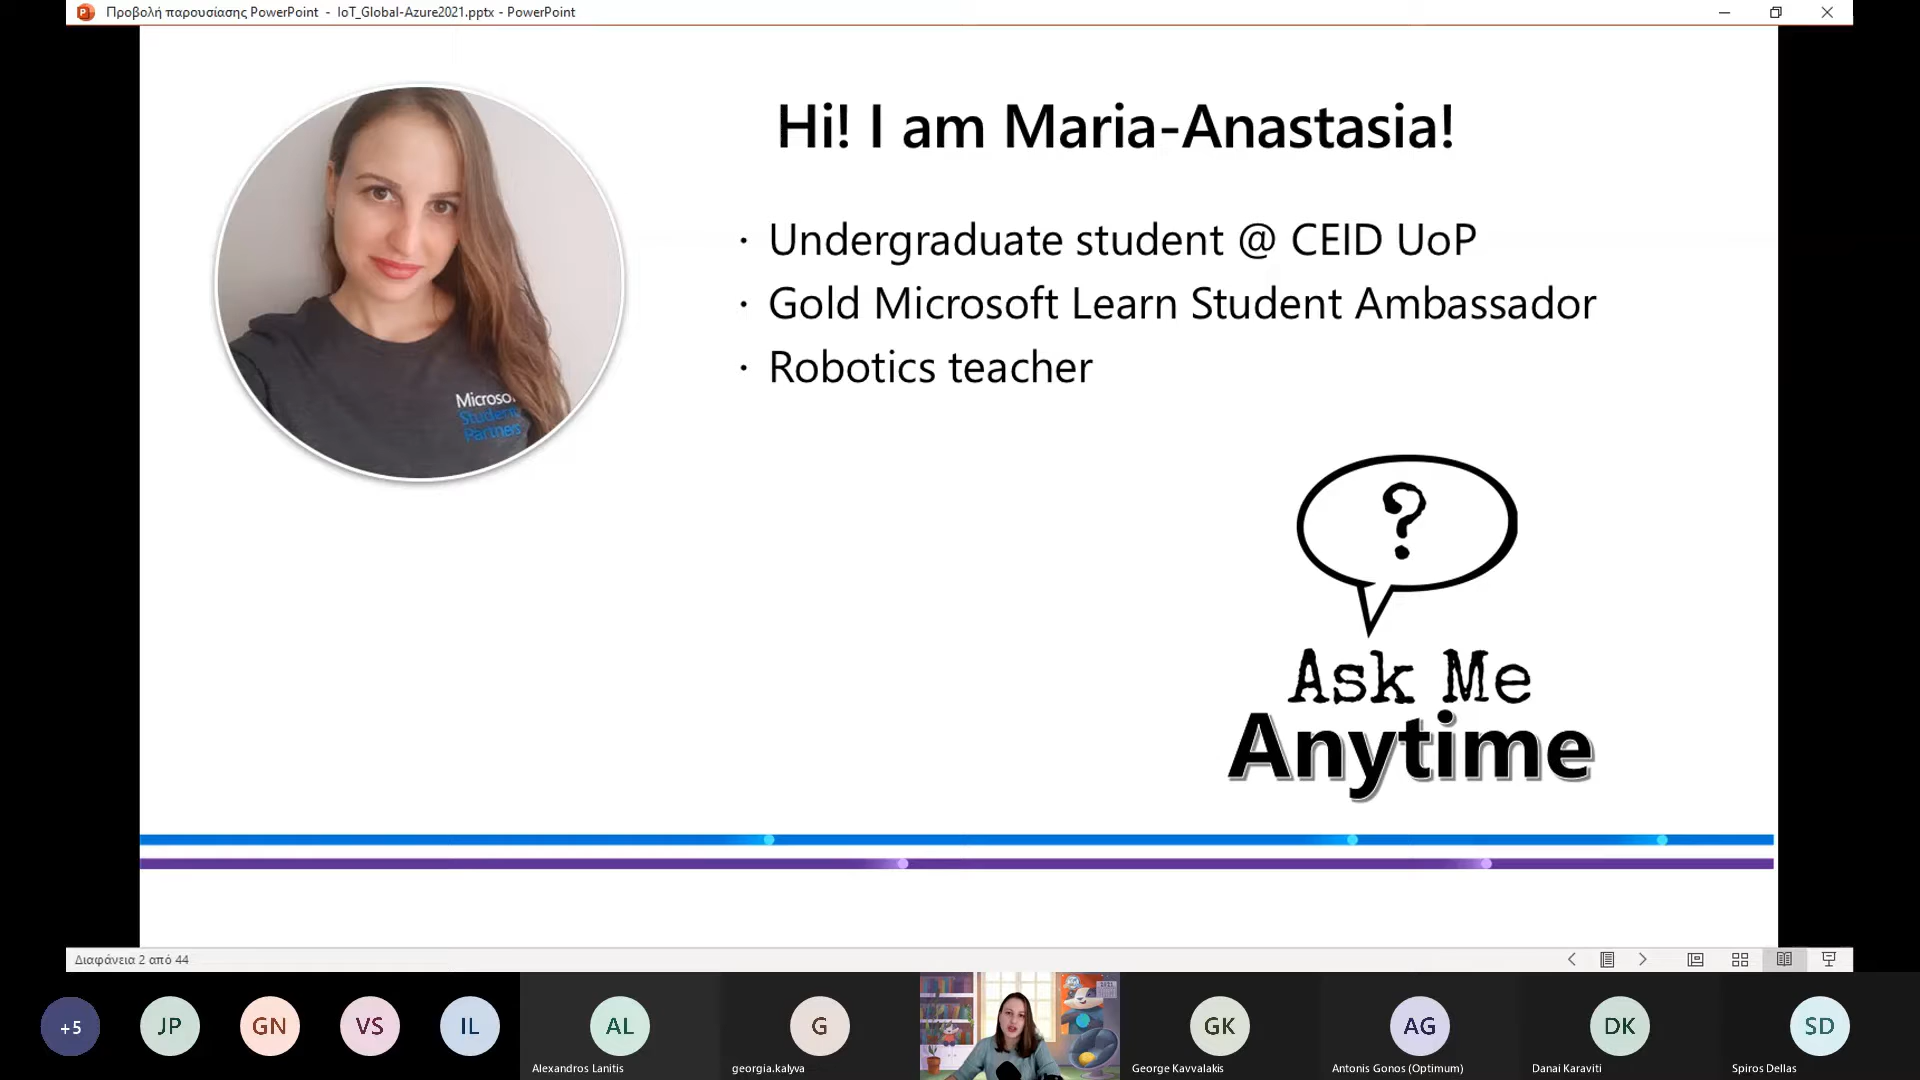 Προβολή παρουσίασης PowerPoint - IoT_Global-Azure2021.pptx - PowerPoint
Hi! I am Maria-Anastasia!
· Undergraduate student @ CEID UoP
· Gold Microsoft Learn Student Ambassador
· Robotics teacher
Student
Partners
?
Ask Me
Anytime
Διαφάνεια 2 από 44
+5
JP
GN
VS
IL
AL
G
GK
AG
DK
SD
Alexandros Lanitis
georgia.kalyva
George Kavvalakis
Antonis Gonos (Optimum)
Danai Karaviti
Spiros Dellas